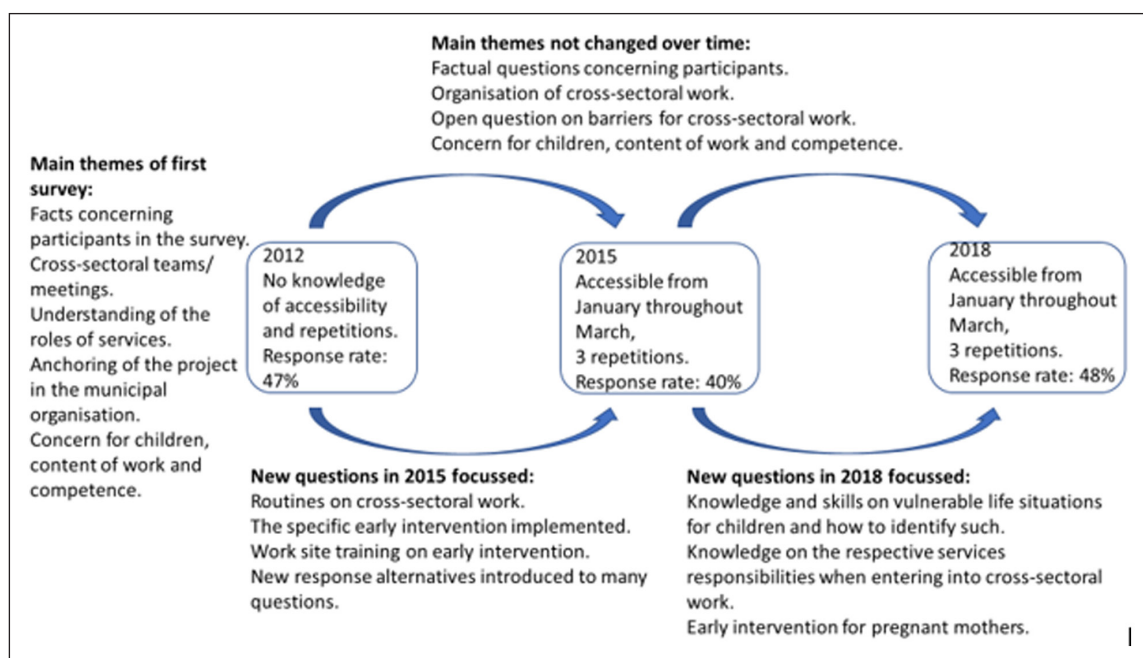 Main themes not changed over time:
Factual questions concerning participants.
Organisation of cross-sectoral work.
Open question on barriers for cross-sectoral work.
Concern for children, content of work and competence.
Main themes of first
survey:
Facts concerning
participants in the survey.
Cross-sectoral teams/
meetings.
Understanding of the
roles of services.
Anchoring of the project
in the municipal
organisation.
Concern for children,
content of work and
competence.
2012
No knowledge
of accessibility
and repetitions.
Response rate:
47%
2015
Accessible from
January throughout
March,
3 repetitions.
Response rate: 40%
2018
Accessible from
January throughout
March,
3 repetitions.
Response rate: 48%
New questions in 2015 focussed:
Routines on cross-sectoral work.
The specific early intervention implemented.
Work site training on early intervention.
New response alternatives introduced to many
questions.
New questions in 2018 focussed:
Knowledge and skills on vulnerable life situations
for children and how to identify such.
Knowledge on the respective services
responsibilities when entering into cross-sectoral
work.
Early intervention for pregnant mothers.